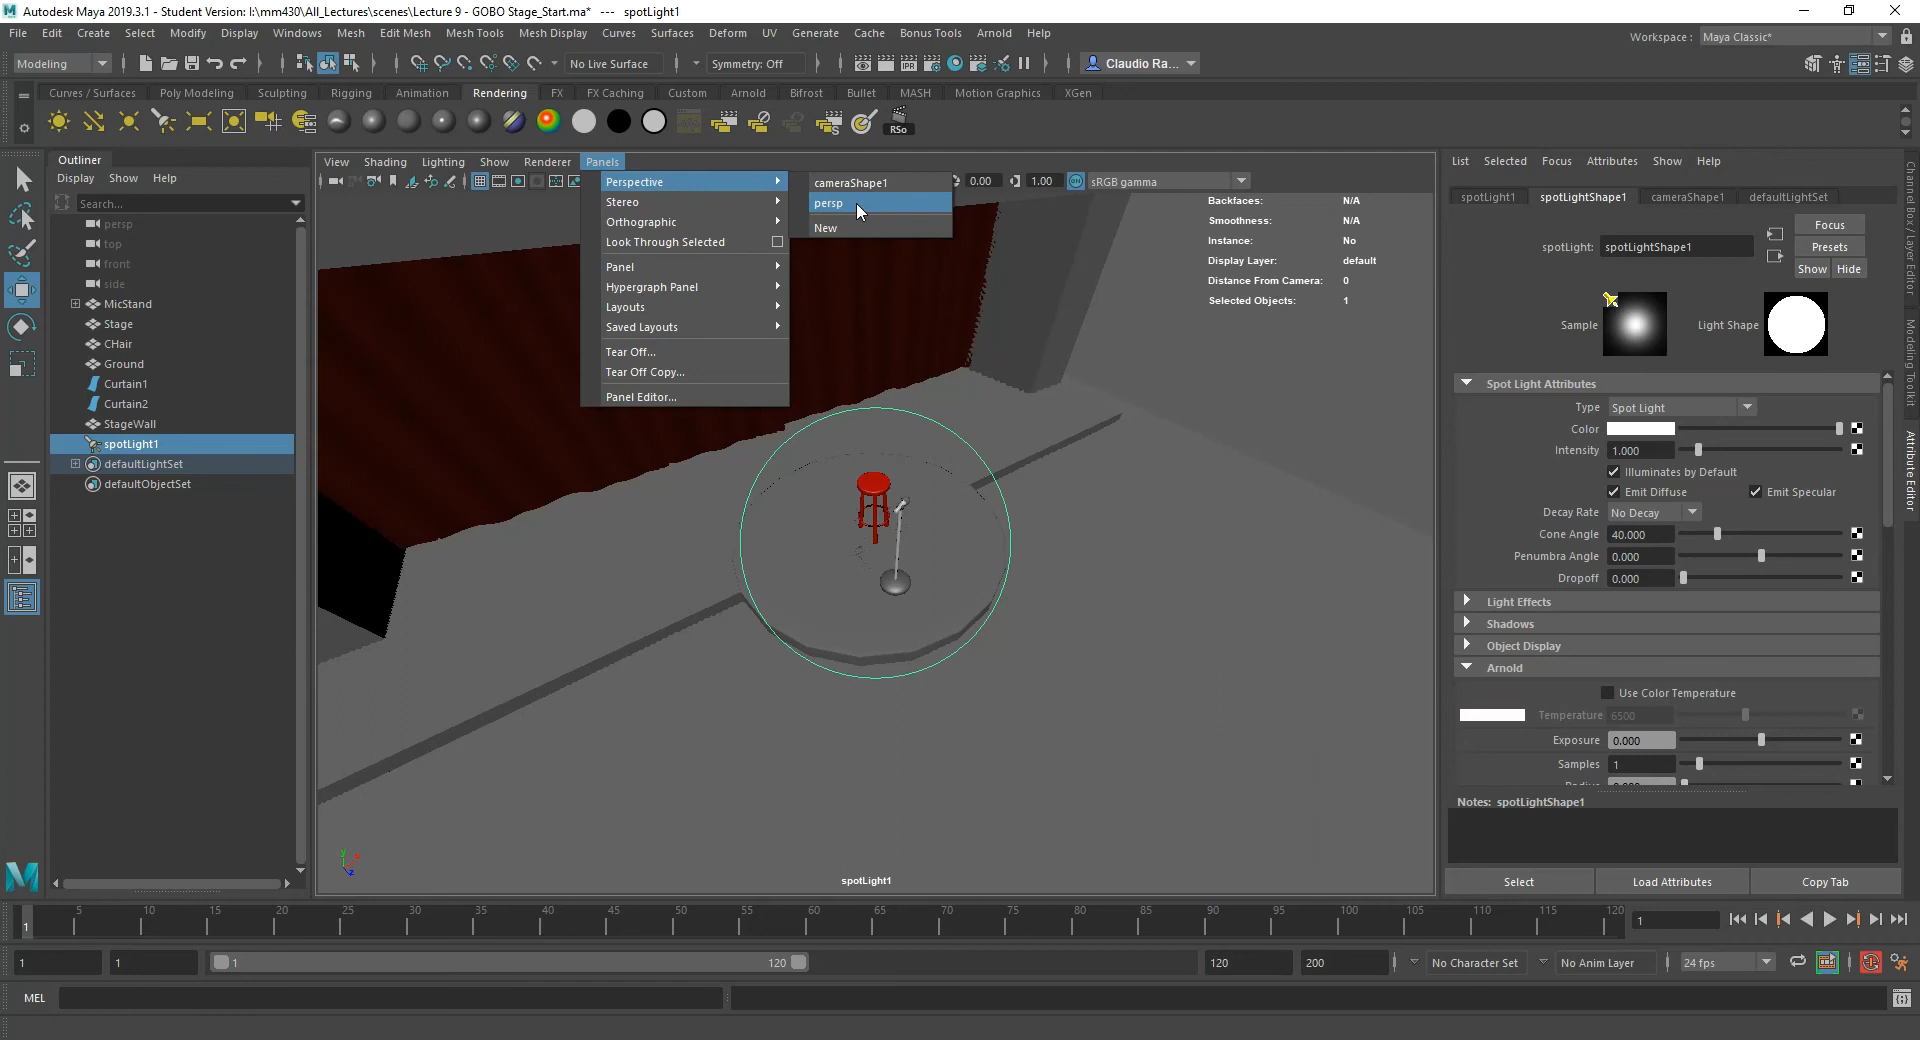 Autodesk Maya 2019.3.1 - Student Version: I:\mm430\All_Lectures\scenes\Lecture 9 - GOBO Stage_Start.ma* --- spotLight1
File Edit Create Select Modify Display Windows Mesh Edit Mesh Mesh Tools Mesh Display Curves Surfaces Deform UV Generate Cache Bonus Tools Arnold Help
Workspace : Maya Classic*
Modeling No Live Surface Symmetry: Off Claudio Ra...
Curves / Surfaces Poly Modeling Sculpting Rigging Animation Rendering FX FX Caching Custom Arnold Bifrost Bullet MASH Motion Graphics XGen
RSo
Outliner
Display Show Help
Search...
persp
top
front
side
MicStand
Stage
CHair
Ground
Curtain1
Curtain2
StageWall
spotLight1
defaultLightSet
defaultObjectSet
View Shading Lighting Show Renderer Panels
0.00 1.00 sRGB gamma
Perspective
Stereo
Orthographic
Look Through Selected
Panel
Hypergraph Panel
Layouts
Saved Layouts
Tear Off...
Tear Off Copy...
Panel Editor...
cameraShape1
persp
New
Backfaces: N/A
Smoothness: N/A
Instance: No
Display Layer: default
Distance From Camera: 0
Selected Objects: 1
spotLight1
List Selected Focus Attributes Show Help
spotLight1 spotLightShape1 cameraShape1 defaultLightSet
spotLight: spotLightShape1
Focus
Presets
Show Hide
Sample Light Shape
Spot Light Attributes
Type Spot Light
Color
Intensity 1.000
Illuminates by Default
Emit Diffuse Emit Specular
Decay Rate No Decay
Cone Angle 40.000
Penumbra Angle 0.000
Dropoff 0.000
Light Effects
Shadows
Object Display
Arnold
Use Color Temperature
Temperature 6500
Exposure 0.000
Samples 1
Notes: spotLightShape1
Select Load Attributes Copy Tab
Channel Box / Layer Editor
Modeling Toolkit
Attribute Editor
5 10 15 20 25 30 35 40 45 50 55 60 65 70 75 80 85 90 95 100 105 110 115 120
1 1
1 1 1 120 120 200 No Character Set No Anim Layer 24 fps
MEL